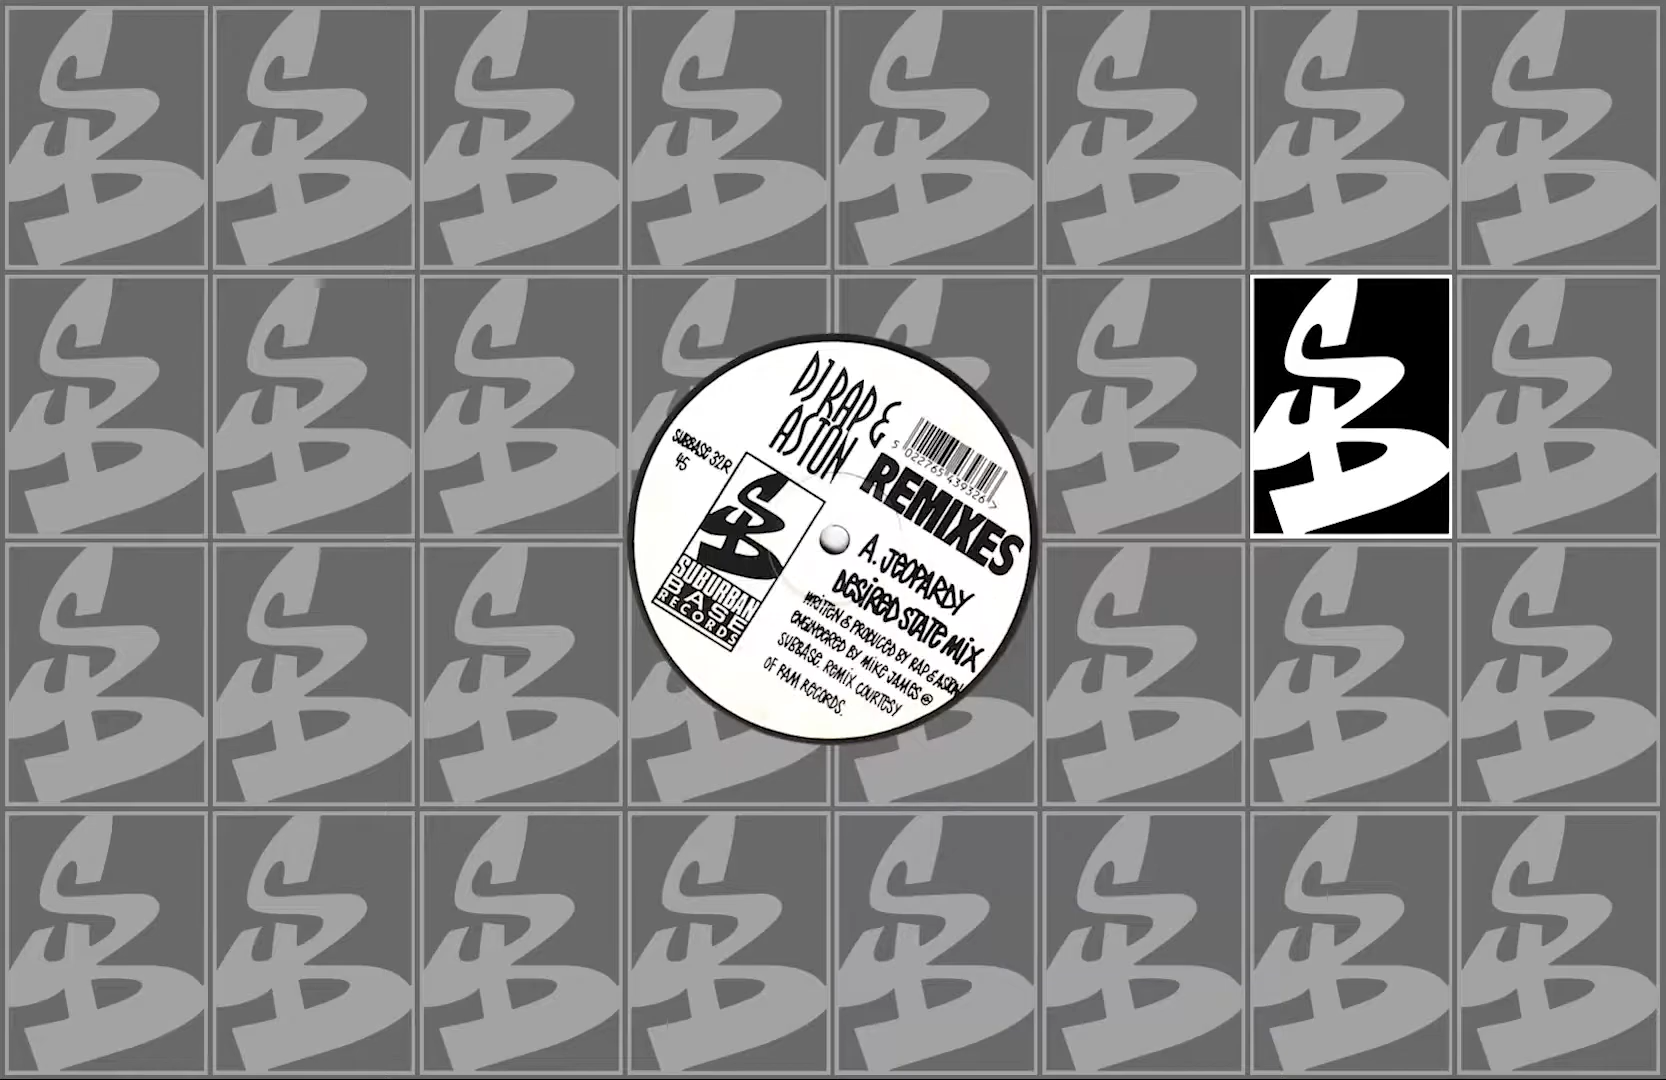 DJ RAP &
ASTON
SUBBASE 32R
45
5 022765 439326 >
REMIXES
SUB
SUBURBAN
BASE
RECORDS
A. JEOPARDY
DESIRED STATE MIX
WRITTEN & PRODUCED BY RAP & ASTON
ENGINEERED BY MIKE JAMES @
SUBBASE. REMIX COURTESY
OF RAM RECORDS.